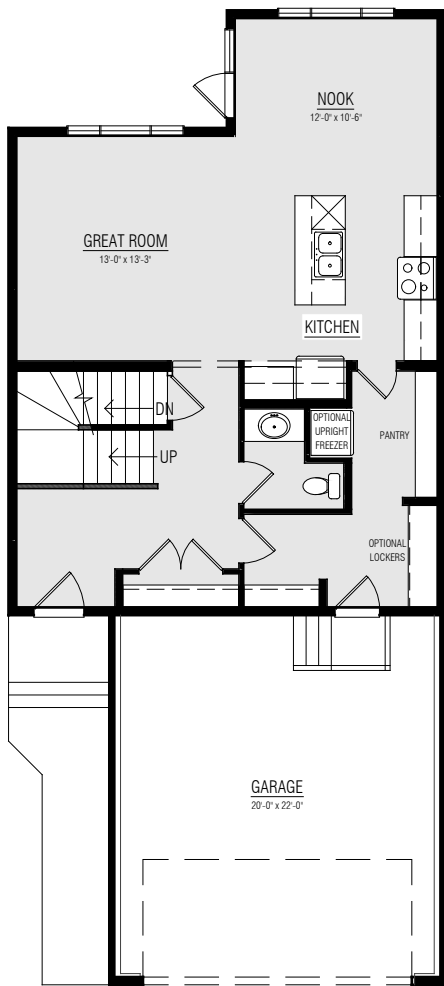 NOOK
12'-0" x 10'-6"
GREAT ROOM
13'-0" x 13'-3"
KITCHEN
DN
OPTIONAL
UPRIGHT
FREEZER
PANTRY
UP
OPTIONAL
LOCKERS
GARAGE
20'-0" x 22'-0"